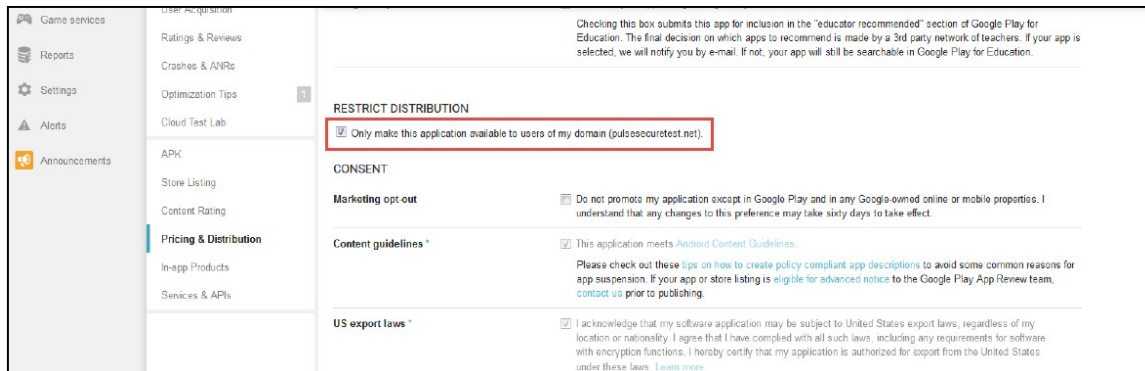 Game services
Reports
Settings
Alerts
Announcements
User Acquisition
Ratings & Reviews
Crashes & ANRs
Optimization Tips 1
Cloud Test Lab
APK
Store Listing
Content Rating
Pricing & Distribution
In-app Products
Services & APIs
Checking this box submits this app for inclusion in the "educator recommended" section of Google Play for
Education. The final decision on which apps to recommend is made by a 3rd party network of teachers. If your app is
selected, we will notify you by e-mail. If not, your app will still be searchable in Google Play for Education.
RESTRICT DISTRIBUTION
Only make this application available to users of my domain (pulsesecuretest.net).
CONSENT
Marketing opt-out
Do not promote my application except in Google Play and in any Google-owned online or mobile properties. I
understand that any changes to this preference may take sixty days to take effect.
Content guidelines *
This application meets Android Content Guidelines.
Please check out these tips on how to create policy compliant app descriptions to avoid some common reasons for
app suspension. If your app or store listing is eligible for advanced notice to the Google Play App Review team,
contact us prior to publishing.
US export laws *
I acknowledge that my software application may be subject to United States export laws, regardless of my
location or nationality. I agree that I have complied with all such laws, including any requirements for software
with encryption functions. I hereby certify that my application is authorized for export from the United States
under these laws. Learn more